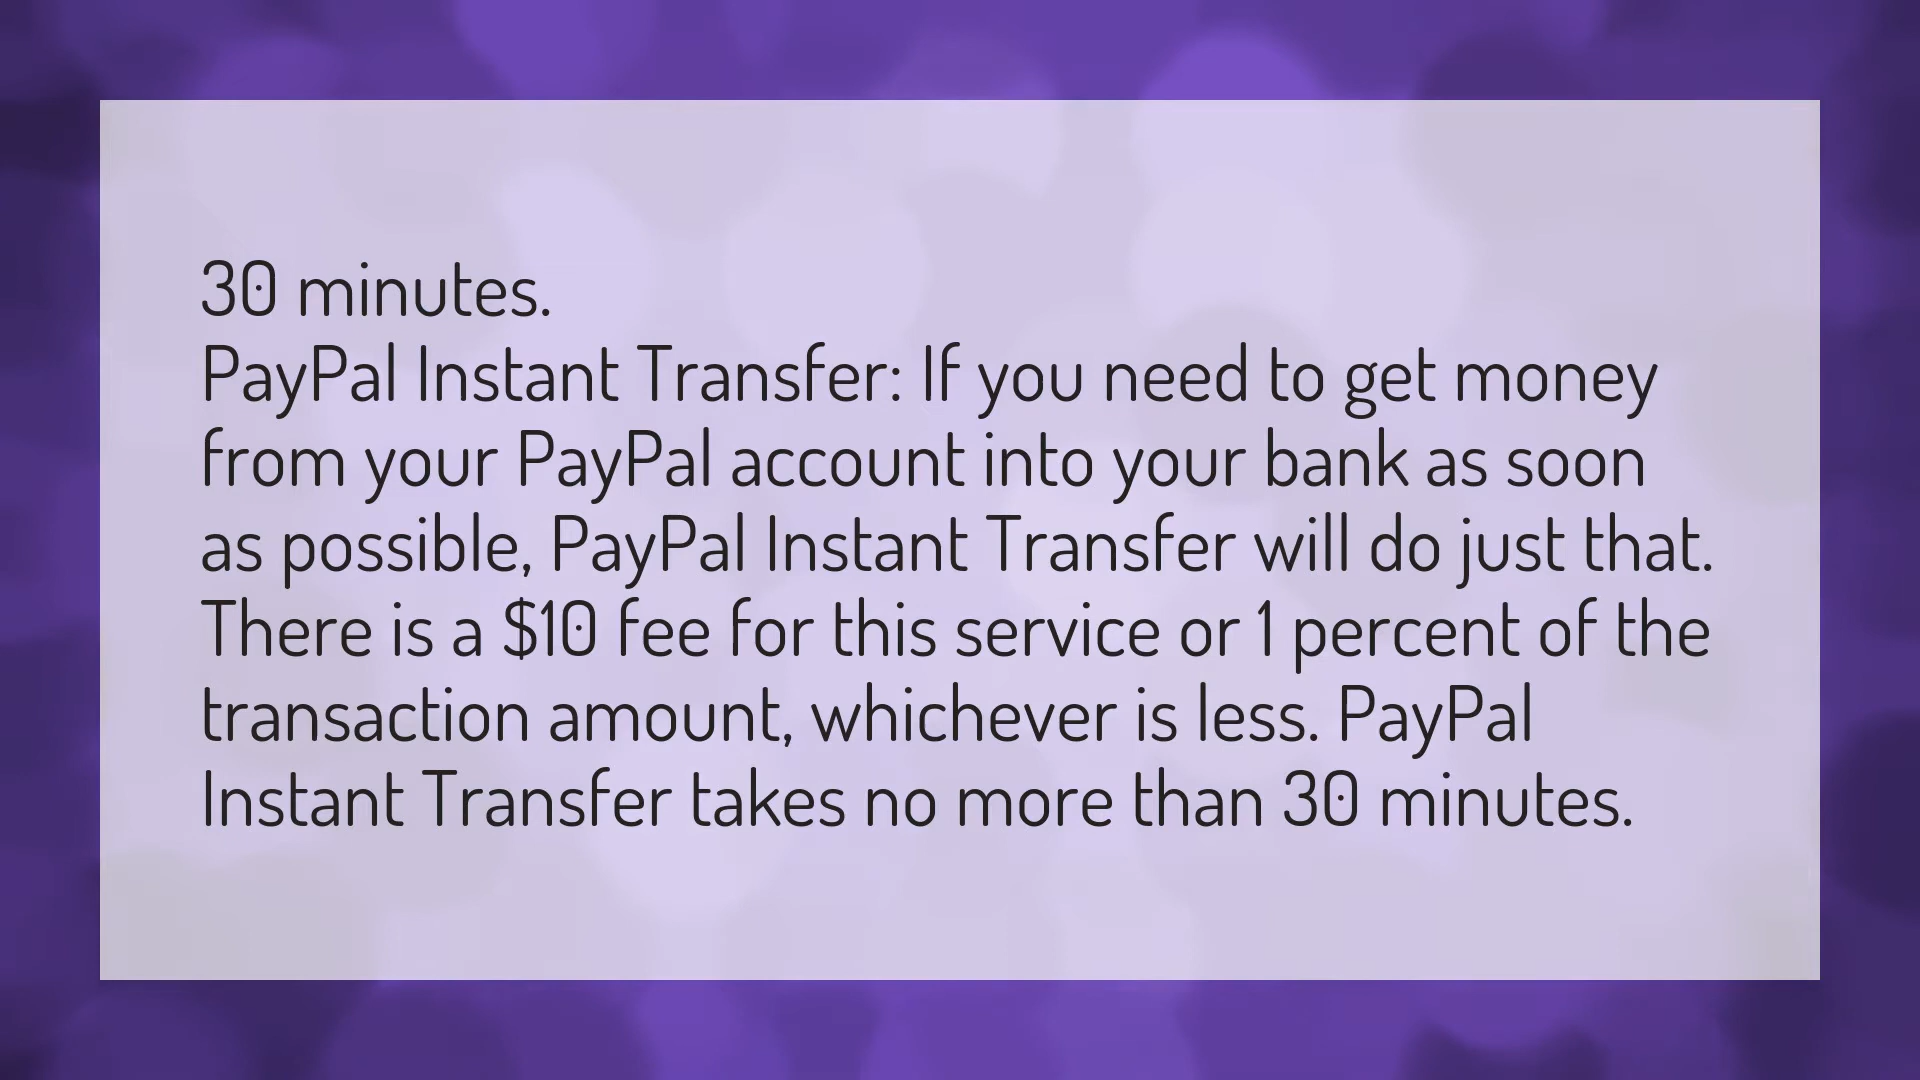 30 minutes.
PayPal Instant Transfer: If you need to get money
from your PayPal account into your bank as soon
as possible, PayPal Instant Transfer will do just that.
There is a $10 fee for this service or 1 percent of the
transaction amount, whichever is less. PayPal
Instant Transfer takes no more than 30 minutes.